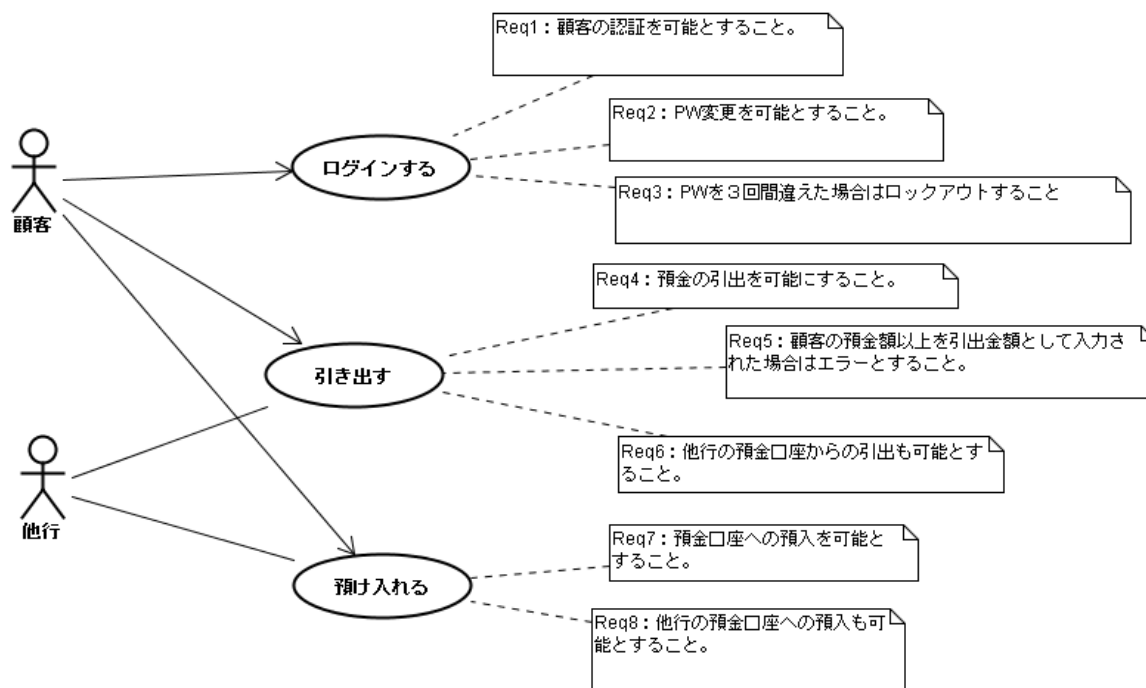 Req1：顧客の認証を可能とすること。
Req2：PW変更を可能とすること。
ログインする
Req3：PWを３回間違えた場合はロックアウトすること
顧客
Req4：預金の引出を可能にすること。
Req5：顧客の預金額以上を引出金額として入力さ
れた場合はエラーとすること。
引き出す
Req6：他行の預金口座からの引出も可能とす
ること。
他行
Req7：預金口座への預入を可能と
すること。
預け入れる
Req8：他行の預金口座への預入も可
能とすること。